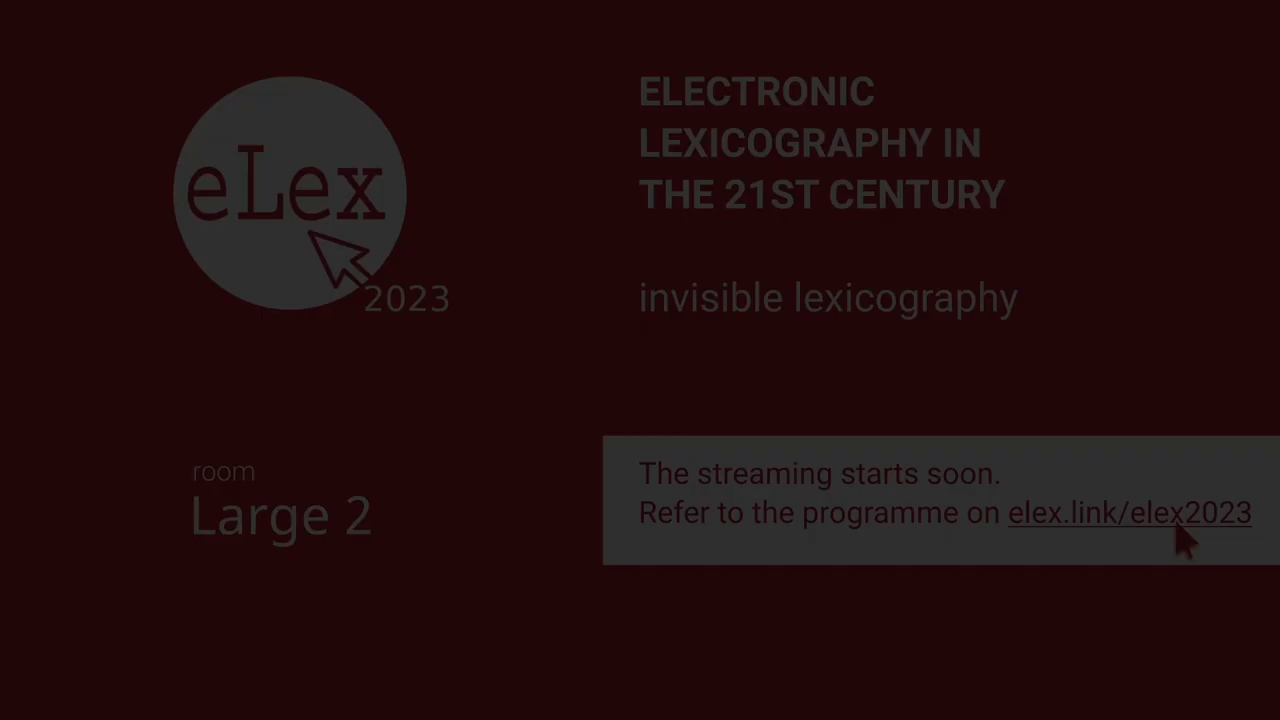 eLex
2023
ELECTRONIC
LEXICOGRAPHY IN
THE 21ST CENTURY
invisible lexicography
room
Large 2
The streaming starts soon.
Refer to the programme on elex.link/elex2023